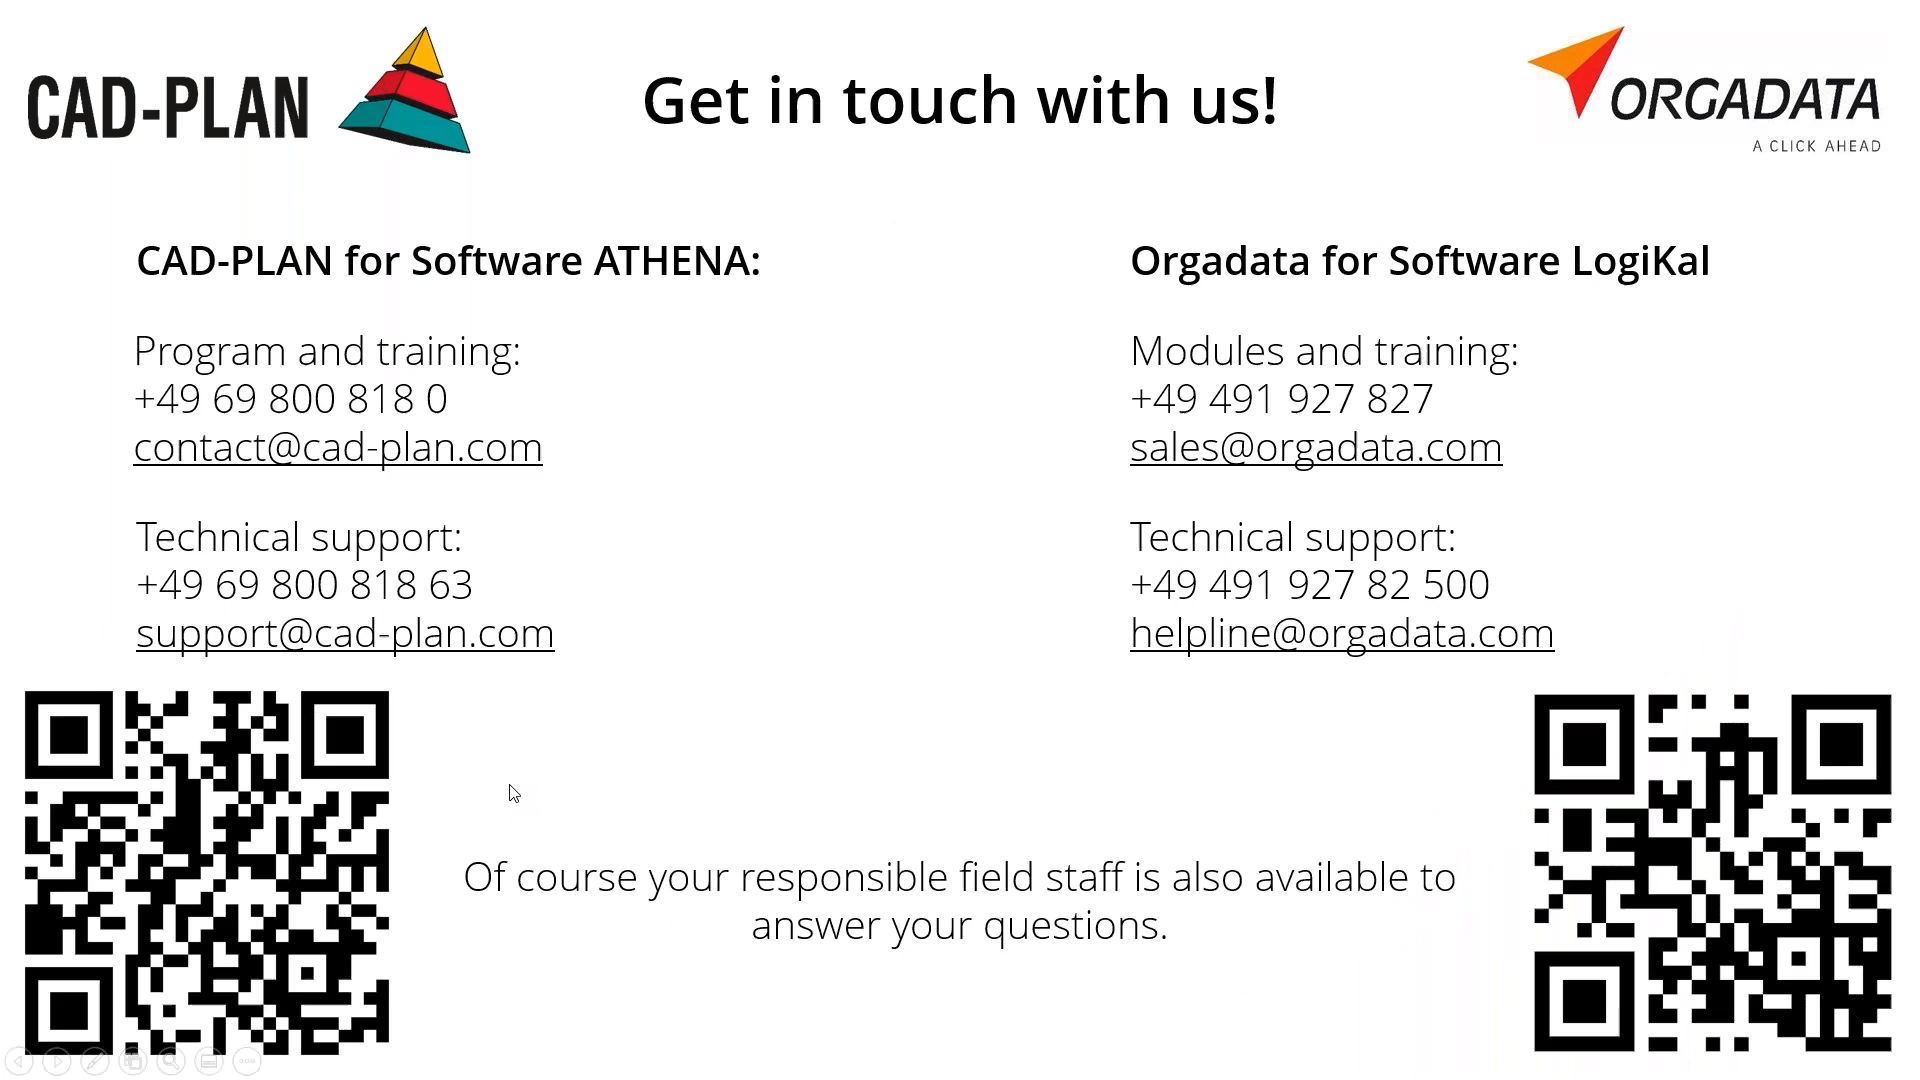 CAD-PLAN
Get in touch with us!
ORGADATA
A CLICK AHEAD
CAD-PLAN for Software ATHENA:
Program and training:
+49 69 800 818 0
contact@cad-plan.com
Technical support:
+49 69 800 818 63
support@cad-plan.com
Orgadata for Software LogiKal
Modules and training:
+49 491 927 827
sales@orgadata.com
Technical support:
+49 491 927 82 500
helpline@orgadata.com
Of course your responsible field staff is also available to
answer your questions.